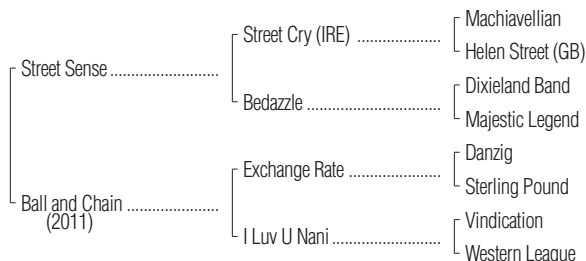 Machiavellian
Street Cry (IRE) ....................
Helen Street (GB)
Street Sense ..........................
Dixieland Band
Bedazzle ................................
Majestic Legend
Danzig
Exchange Rate ......................
Sterling Pound
Ball and Chain ......................
(2011)
Vindication
I Luv U Nani ..........................
Western League